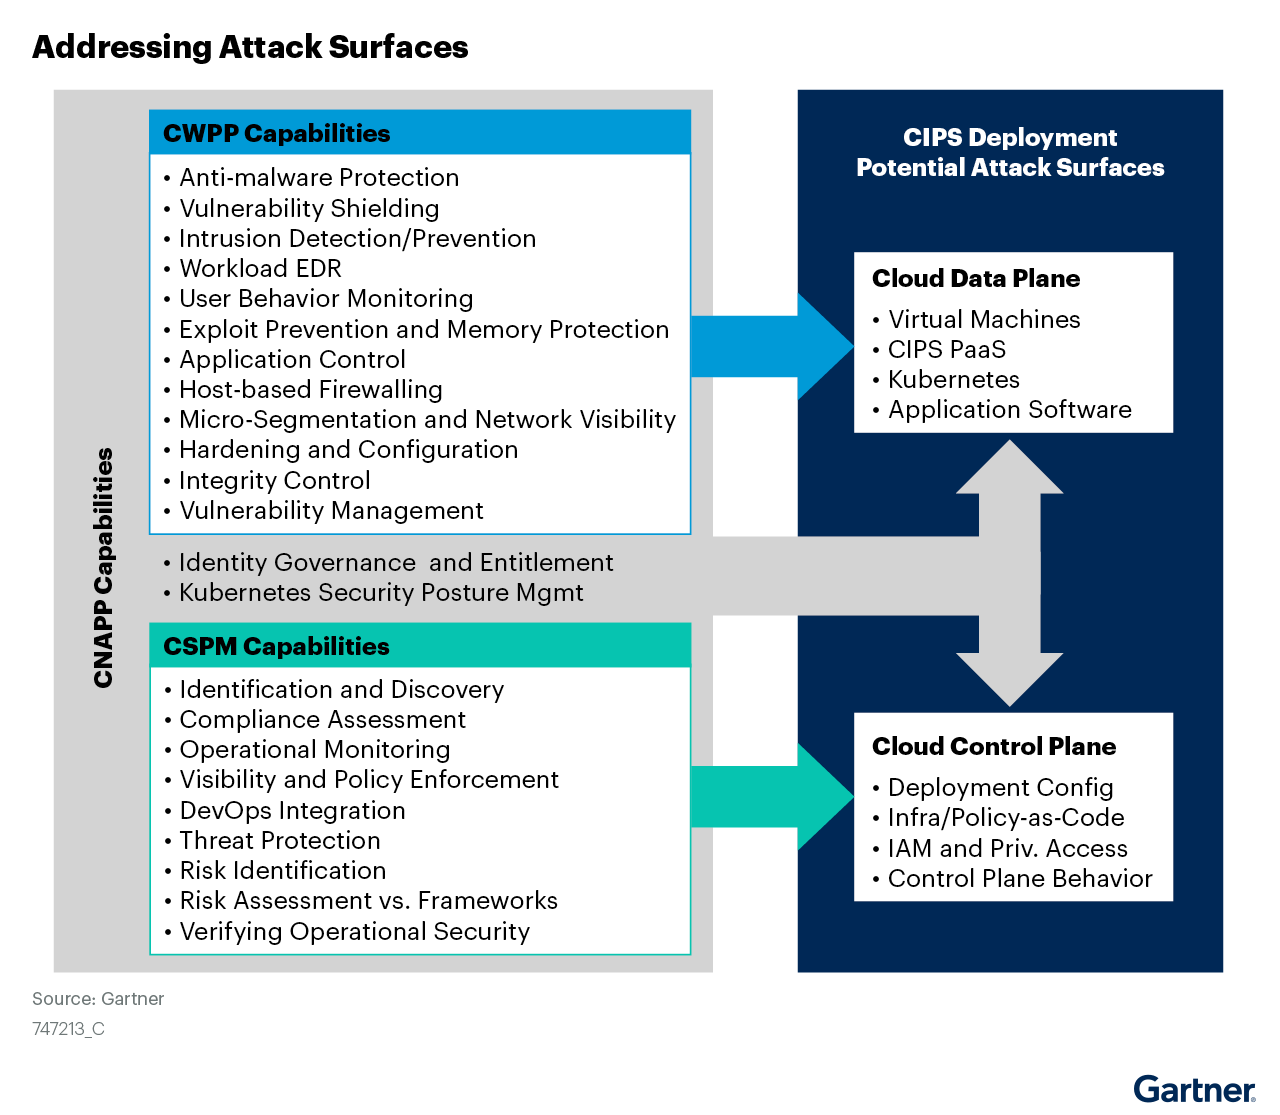 Addressing Attack Surfaces
CNAPP Capabilities
CWPP Capabilities
• Anti-malware Protection
• Vulnerability Shielding
• Intrusion Detection/Prevention
• Workload EDR
• User Behavior Monitoring
• Exploit Prevention and Memory Protection
• Application Control
• Host-based Firewalling
• Micro-Segmentation and Network Visibility
• Hardening and Configuration
• Integrity Control
• Vulnerability Management
• Identity Governance  and Entitlement
• Kubernetes Security Posture Mgmt
CSPM Capabilities
• Identification and Discovery
• Compliance Assessment
• Operational Monitoring
• Visibility and Policy Enforcement
• DevOps Integration
• Threat Protection
• Risk Identification
• Risk Assessment vs. Frameworks
• Verifying Operational Security
CIPS Deployment
Potential Attack Surfaces
Cloud Data Plane
• Virtual Machines
• CIPS PaaS
• Kubernetes
• Application Software
Cloud Control Plane
• Deployment Config
• Infra/Policy-as-Code
• IAM and Priv. Access
• Control Plane Behavior
Source: Gartner
747213_C
Gartner®